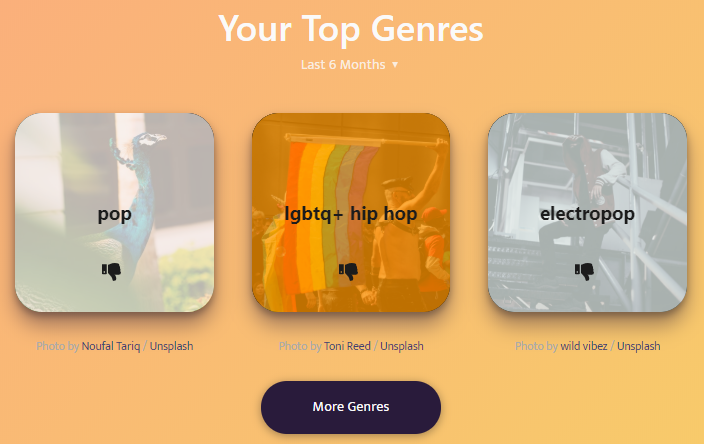 Your Top Genres
Last 6 Months ▼
pop
lgbtq+ hip hop
electropop
Photo by Noufal Tariq / Unsplash
Photo by Toni Reed / Unsplash
Photo by wild vibez / Unsplash
More Genres